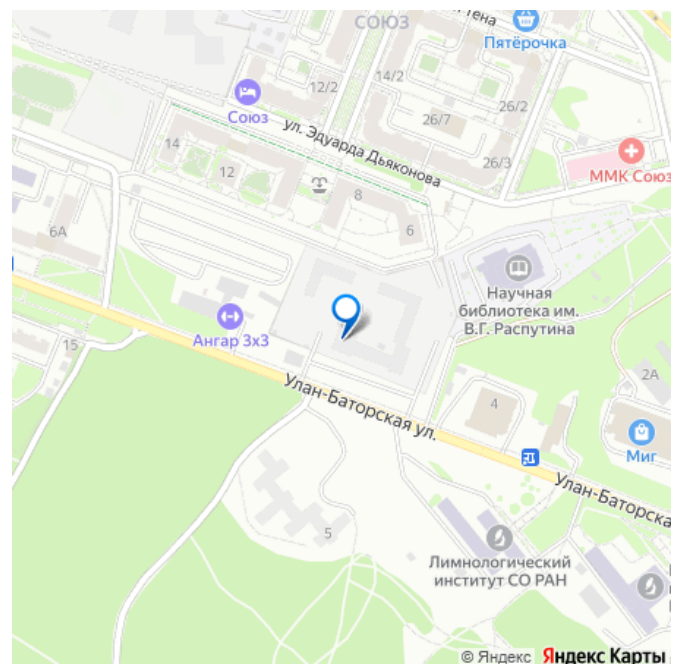 СОЮЗ
Пятёрочка
12/2
14/2
26/2
Союз
26/7
ул. Эдуарда Дьяконова
14
12
26/3
ММК Союз
8
6
6А
Научная
библиотека им.
В.Г. Распутина
Ангар 3х3
15
Улан-Баторская ул.
2А
4
Миг
Улан-Баторская
5
Лимнологический
институт СО РАН
© Яндекс Яндекс Карты